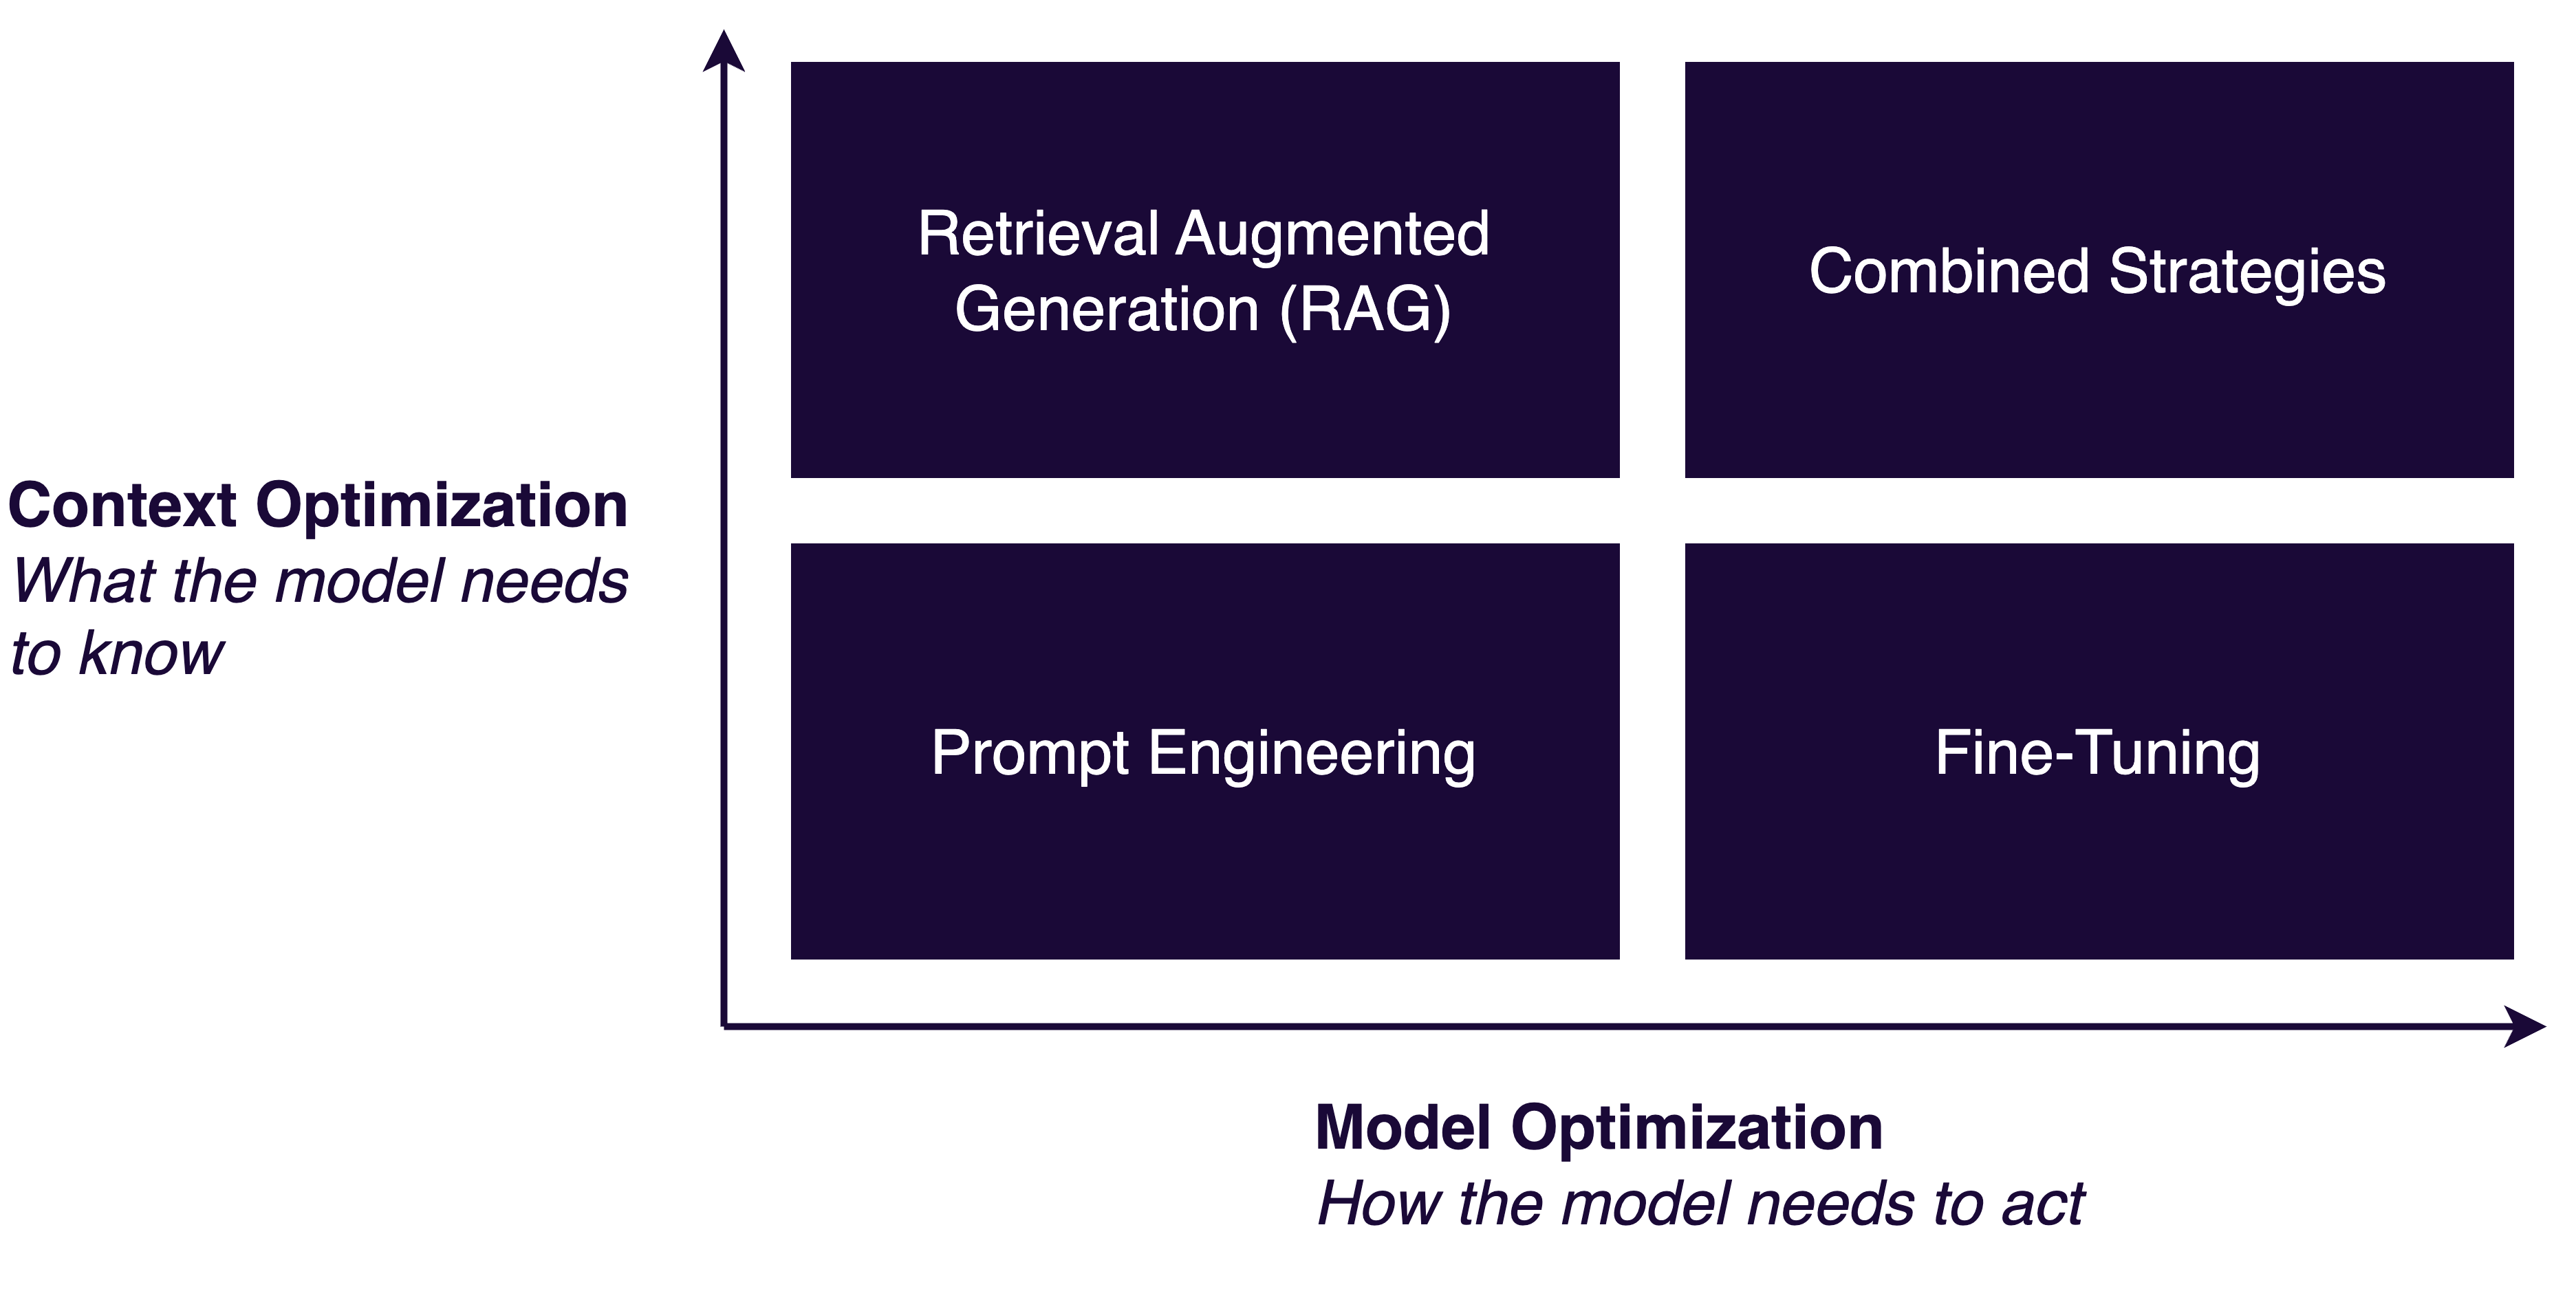 Retrieval Augmented
Generation (RAG)
Combined Strategies
Context Optimization
What the model needs
to know
Prompt Engineering
Fine-Tuning
Model Optimization
How the model needs to act